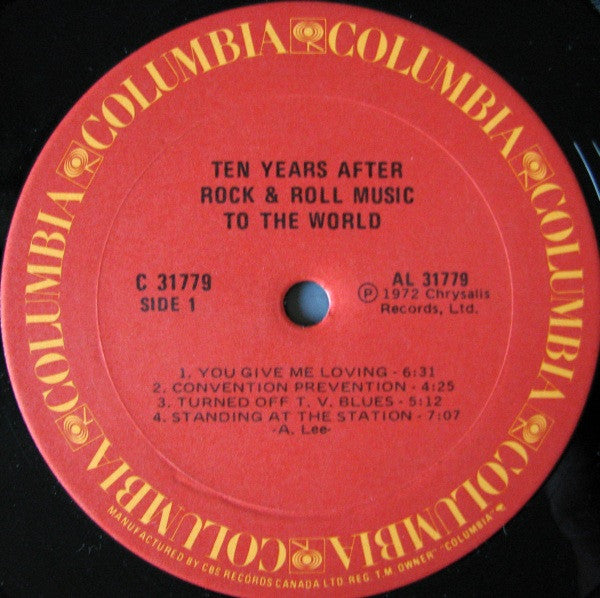 COLUMBIA COLUMBIA COLUMBIA COLUMBIA COLUMBIA COLUMBIA COLUMBIA COLUMBIA
TEN YEARS AFTER
ROCK & ROLL MUSIC
TO THE WORLD
C 31779
SIDE 1
AL 31779
℗ 1972 Chrysalis
Records, Ltd.
1. YOU GIVE ME LOVING - 6:31
2. CONVENTION PREVENTION - 4:25
3. TURNED OFF T. V. BLUES - 5:12
4. STANDING AT THE STATION - 7:07
-A. Lee-
MANUFACTURED BY CBS RECORDS CANADA LTD. REG. T.M. OWNER "COLUMBIA"